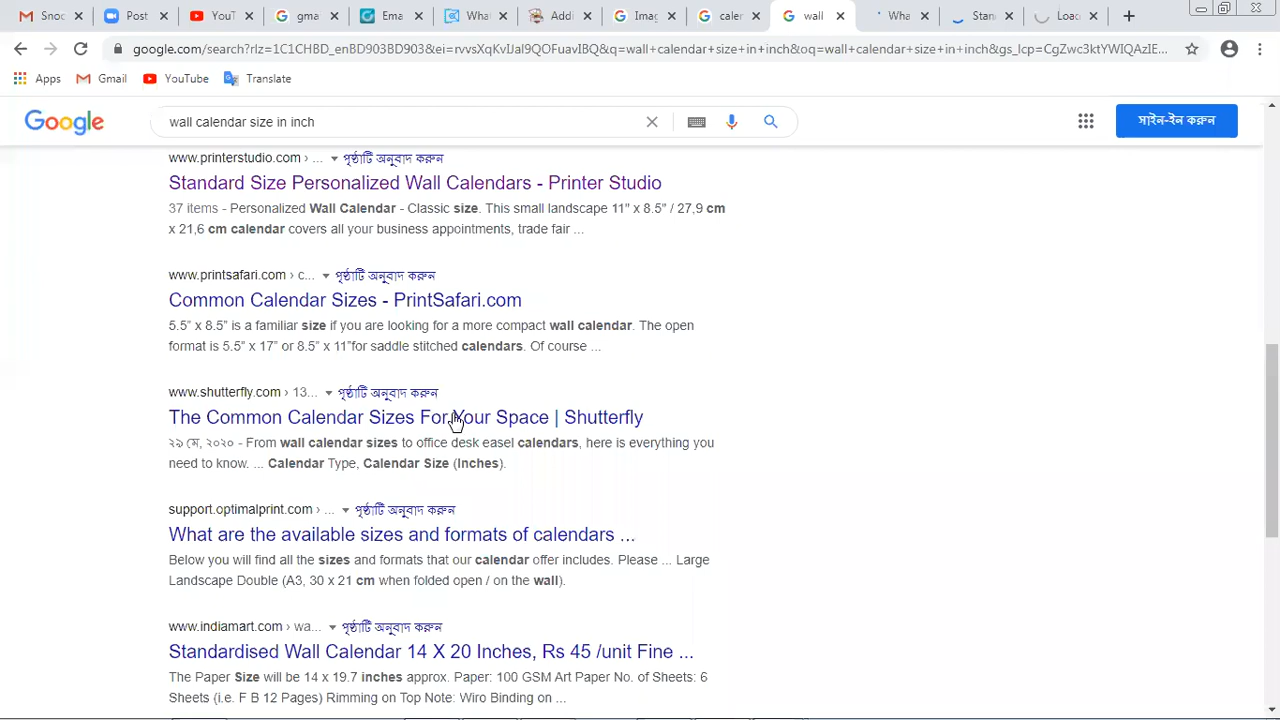 Snoc
Post
YouT
gma
Ema
What
Addi
Imag
caler
wall
Wha
Stan
Load
google.com/search?rlz=1C1CHBD_enBD903BD903&ei=rvvsXqKvIJal9QOFuavIBQ&q=wall+calendar+size+in+inch&oq=wall+calendar+size+in+inch&gs_lcp=CgZwc3ktYWIQAzIE...
Apps
Gmail
YouTube
Translate
Google
wall calendar size in inch
সাইন-ইন করুন
www.printerstudio.com › ... পৃষ্ঠাটি অনুবাদ করুন
Standard Size Personalized Wall Calendars - Printer Studio
37 items - Personalized Wall Calendar - Classic size. This small landscape 11" x 8.5" / 27,9 cm
x 21,6 cm calendar covers all your business appointments, trade fair ...
www.printsafari.com › c... পৃষ্ঠাটি অনুবাদ করুন
Common Calendar Sizes - PrintSafari.com
5.5” x 8.5” is a familiar size if you are looking for a more compact wall calendar. The open
format is 5.5” x 17” or 8.5” x 11”for saddle stitched calendars. Of course ...
www.shutterfly.com › 13... পৃষ্ঠাটি অনুবাদ করুন
The Common Calendar Sizes For Your Space | Shutterfly
২৯ মে, ২০২০ - From wall calendar sizes to office desk easel calendars, here is everything you
need to know. ... Calendar Type, Calendar Size (Inches).
support.optimalprint.com › ... পৃষ্ঠাটি অনুবাদ করুন
What are the available sizes and formats of calendars ...
Below you will find all the sizes and formats that our calendar offer includes. Please ... Large
Landscape Double (A3, 30 x 21 cm when folded open / on the wall).
www.indiamart.com › wa... পৃষ্ঠাটি অনুবাদ করুন
Standardised Wall Calendar 14 X 20 Inches, Rs 45 /unit Fine ...
The Paper Size will be 14 x 19.7 inches approx. Paper: 100 GSM Art Paper No. of Sheets: 6
Sheets (i.e. F B 12 Pages) Rimming on Top Note: Wiro Binding on ...